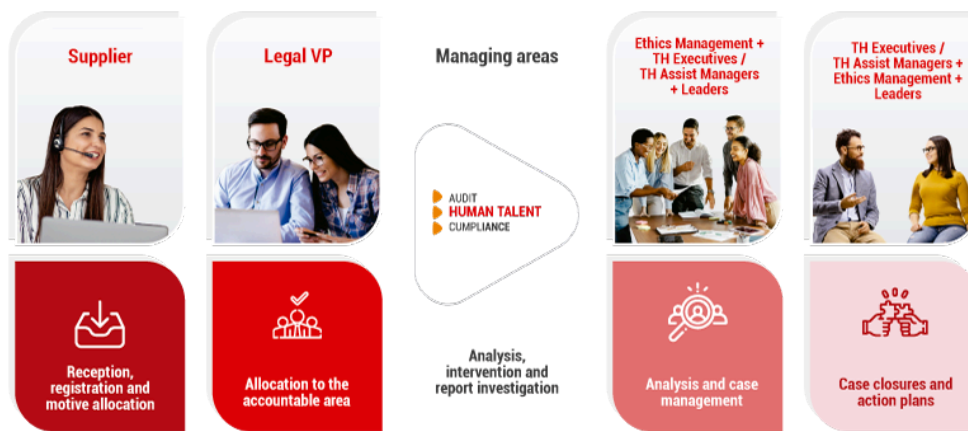 Supplier
Legal VP
Managing areas
Ethics Management +
TH Executives /
TH Assist Managers
+ Leaders
TH Executives /
TH Assist Managers +
Ethics Management +
Leaders
AUDIT
HUMAN TALENT
COMPLIANCE
Reception,
registration and
motive allocation
Allocation to the
accountable area
Analysis,
intervention and
report investigation
Analysis and case
management
Case closures and
action plans